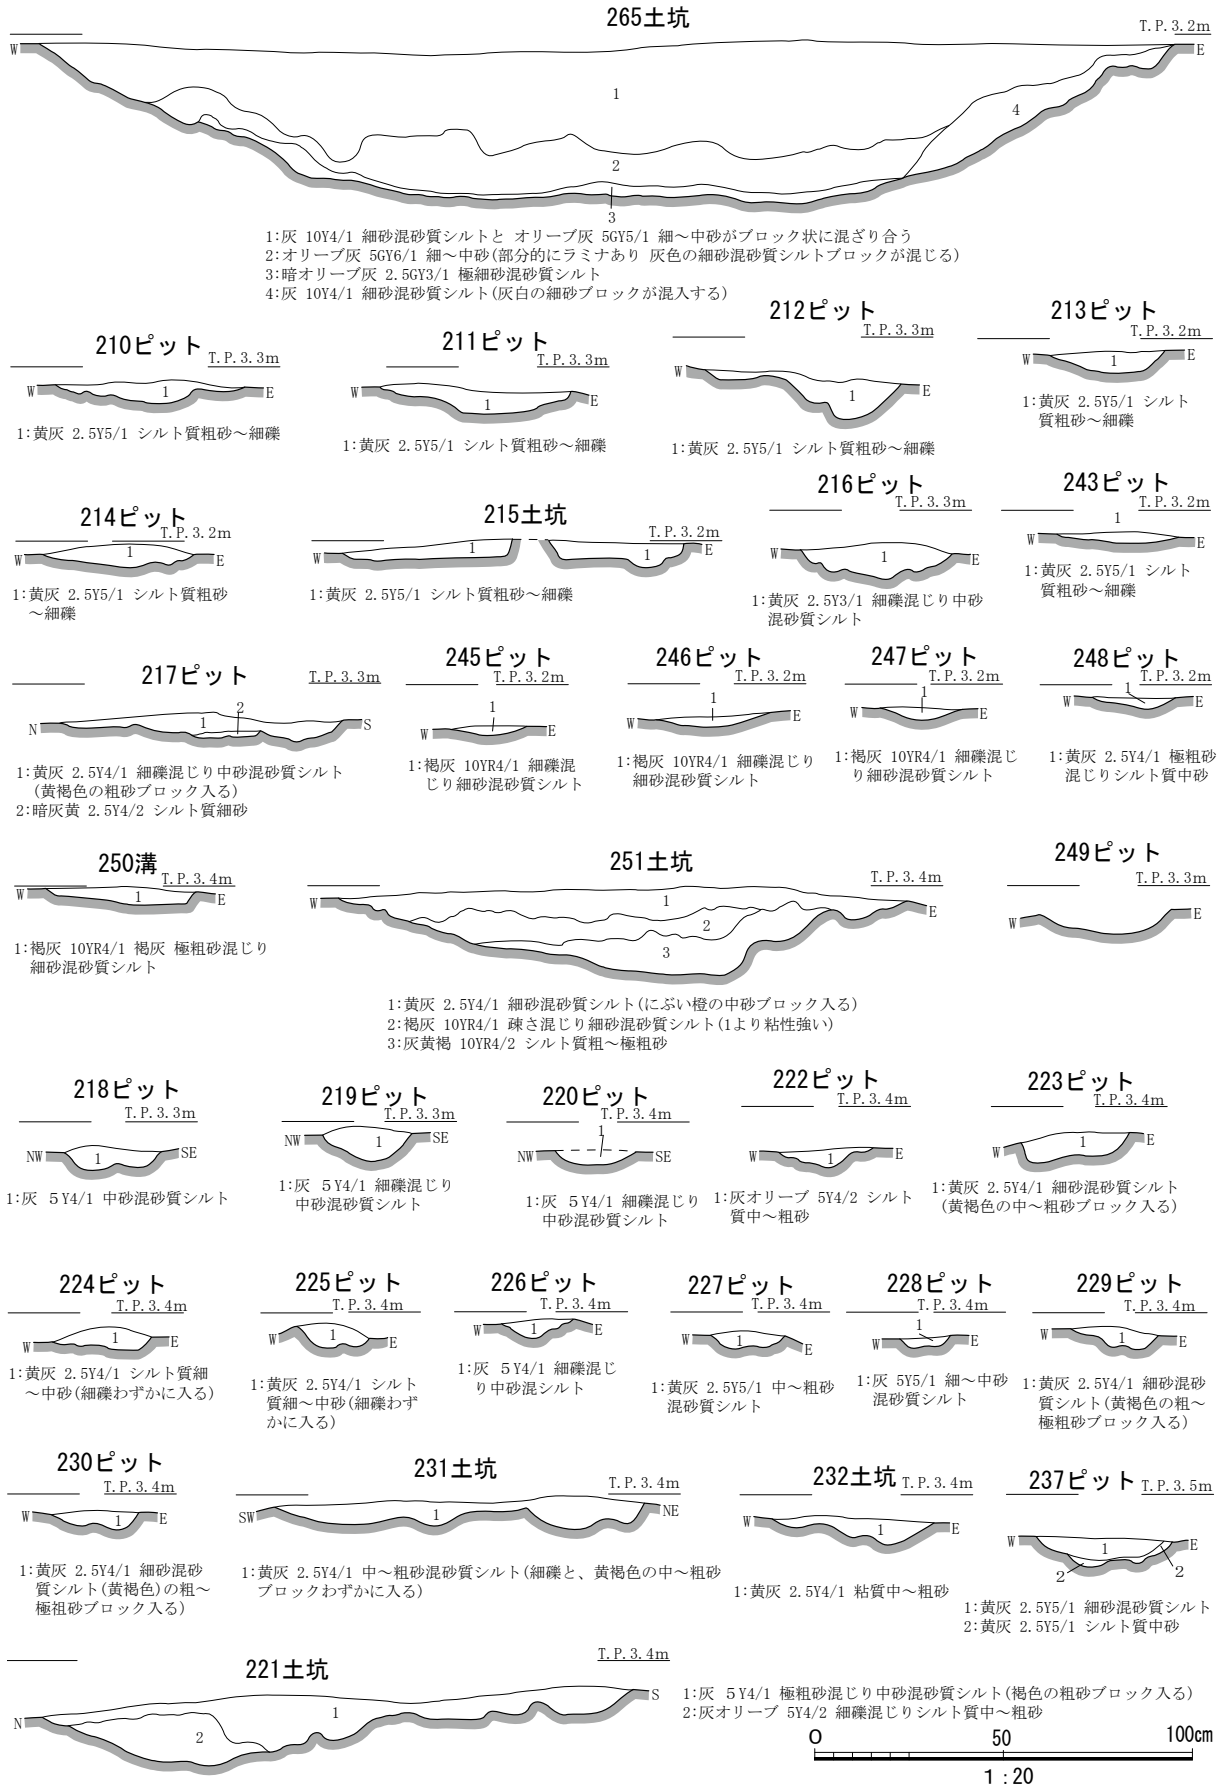 265土坑
T.P.3.2m
W
E
1
4
2
3
1:灰 10Y4/1 細砂混砂質シルトと オリーブ灰 5GY5/1 細～中砂がブロック状に混ざり合う
2:オリーブ灰 5GY6/1 細～中砂(部分的にラミナあり 灰色の細砂混砂質シルトブロックが混じる)
3:暗オリーブ灰 2.5GY3/1 極細砂混砂質シルト
4:灰 10Y4/1 細砂混砂質シルト(灰白の細砂ブロックが混入する)
210ピット
T.P.3.3m
W
1
E
1:黄灰 2.5Y5/1 シルト質粗砂～細礫
211ピット
T.P.3.3m
W
1
E
1:黄灰 2.5Y5/1 シルト質粗砂～細礫
212ピット
T.P.3.3m
W
1
E
1:黄灰 2.5Y5/1 シルト質粗砂～細礫
213ピット
T.P.3.2m
W
1
E
1:黄灰 2.5Y5/1 シルト
質粗砂～細礫
214ピット
T.P.3.2m
W
1
E
1:黄灰 2.5Y5/1 シルト質粗砂
～細礫
215土坑
T.P.3.2m
W
1
1
E
1:黄灰 2.5Y5/1 シルト質粗砂～細礫
216ピット
T.P.3.3m
W
1
E
1:黄灰 2.5Y3/1 細礫混じり中砂
混砂質シルト
243ピット
T.P.3.2m
1
W
E
1:黄灰 2.5Y5/1 シルト
質粗砂～細礫
217ピット
T.P.3.3m
N
1
2
S
1:黄灰 2.5Y4/1 細礫混じり中砂混砂質シルト
(黄褐色の粗砂ブロック入る)
2:暗灰黄 2.5Y4/2 シルト質細砂
245ピット
T.P.3.2m
1
W
E
1:褐灰 10YR4/1 細礫混
じり細砂混砂質シルト
246ピット
T.P.3.2m
1
W
E
1:褐灰 10YR4/1 細礫混じり
細砂混砂質シルト
247ピット
T.P.3.2m
1
W
E
1:褐灰 10YR4/1 細礫混じ
り細砂混砂質シルト
248ピット
T.P.3.2m
1
W
E
1:黄灰 2.5Y4/1 極粗砂
混じりシルト質中砂
250溝
T.P.3.4m
W
1
E
1:褐灰 10YR4/1 褐灰 極粗砂混じり
細砂混砂質シルト
251土坑
T.P.3.4m
W
1
2
3
E
1:黄灰 2.5Y4/1 細砂混砂質シルト(にぶい橙の中砂ブロック入る)
2:褐灰 10YR4/1 疎さ混じり細砂混砂質シルト(1より粘性強い)
3:灰黄褐 10YR4/2 シルト質粗～極粗砂
249ピット
T.P.3.3m
W
E
218ピット
T.P.3.3m
NW
1
SE
1:灰 5Y4/1 中砂混砂質シルト
219ピット
T.P.3.3m
NW
1
SE
1:灰 5Y4/1 細礫混じり
中砂混砂質シルト
220ピット
T.P.3.4m
1
NW
SE
1:灰 5Y4/1 細礫混じり
中砂混砂質シルト
222ピット
T.P.3.4m
W
1
E
1:灰オリーブ 5Y4/2 シルト
質中～粗砂
223ピット
T.P.3.4m
W
1
E
1:黄灰 2.5Y4/1 細砂混砂質シルト
(黄褐色の中～粗砂ブロック入る)
224ピット
T.P.3.4m
W
1
E
1:黄灰 2.5Y4/1 シルト質細
～中砂(細礫わずかに入る)
225ピット
T.P.3.4m
W
1
E
1:黄灰 2.5Y4/1 シルト
質細～中砂(細礫わず
かに入る)
226ピット
T.P.3.4m
W
1
E
1:灰 5Y4/1 細礫混じ
り中砂混シルト
227ピット
T.P.3.4m
W
1
E
1:黄灰 2.5Y5/1 中～粗砂
混砂質シルト
228ピット
T.P.3.4m
1
W
E
1:灰 5Y5/1 細～中砂
混砂質シルト
229ピット
T.P.3.4m
W
1
E
1:黄灰 2.5Y4/1 細砂混砂
質シルト(黄褐色の粗～
極粗砂ブロック入る)
230ピット
T.P.3.4m
W
1
E
1:黄灰 2.5Y4/1 細砂混砂
質シルト(黄褐色)の粗～
極祖砂ブロック入る)
231土坑
T.P.3.4m
SW
1
NE
1:黄灰 2.5Y4/1 中～粗砂混砂質シルト(細礫と、黄褐色の中～粗砂
ブロックわずかに入る)
232土坑
T.P.3.4m
W
1
E
1:黄灰 2.5Y4/1 粘質中～粗砂
237ピット
T.P.3.5m
W
1
E
2
2
1:黄灰 2.5Y5/1 細砂混砂質シルト
2:黄灰 2.5Y5/1 シルト質中砂
221土坑
T.P.3.4m
N
1
2
S
1:灰 5Y4/1 極粗砂混じり中砂混砂質シルト(褐色の粗砂ブロック入る)
2:灰オリーブ 5Y4/2 細礫混じりシルト質中～粗砂
0 50 100cm
1：20